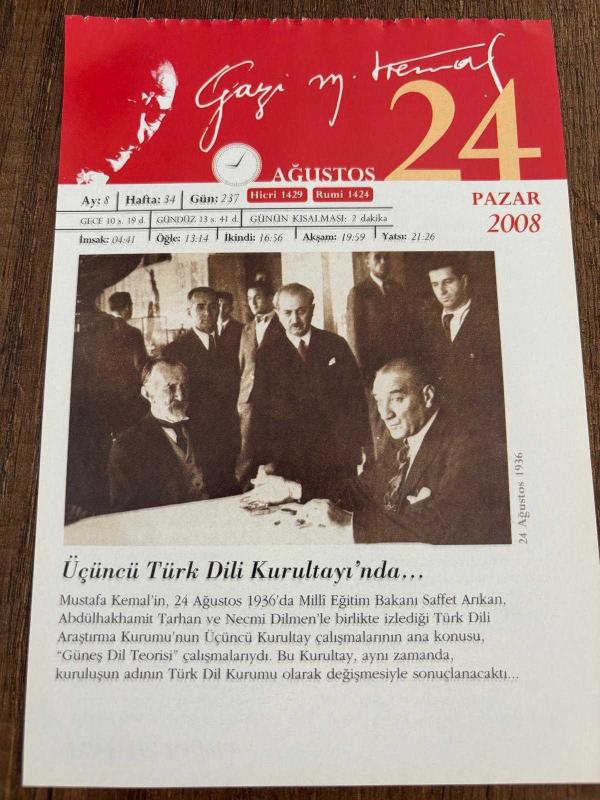 Gazi M. Kemal
24
AĞUSTOS
Ay: 8 Hafta: 34 Gün: 237 Hicri 1429 Rumi 1424
PAZAR
2008
GECE 10 s. 19 d. GÜNDÜZ 13 s. 41 d. GÜNÜN KISALMASI: 2 dakika
İmsak: 04:41 Öğle: 13:14 İkindi: 16:56 Akşam: 19:59 Yatsı: 21:26
24 Ağustos 1936
Üçüncü Türk Dili Kurultayı'nda...
Mustafa Kemal'in, 24 Ağustos 1936'da Millî Eğitim Bakanı Saffet Arıkan,
Abdülhakhamit Tarhan ve Necmi Dilmen'le birlikte izlediği Türk Dili
Araştırma Kurumu'nun Üçüncü Kurultay çalışmalarının ana konusu,
“Güneş Dil Teorisi” çalışmalarıydı. Bu Kurultay, aynı zamanda,
kuruluşun adının Türk Dil Kurumu olarak değişmesiyle sonuçlanacaktı...